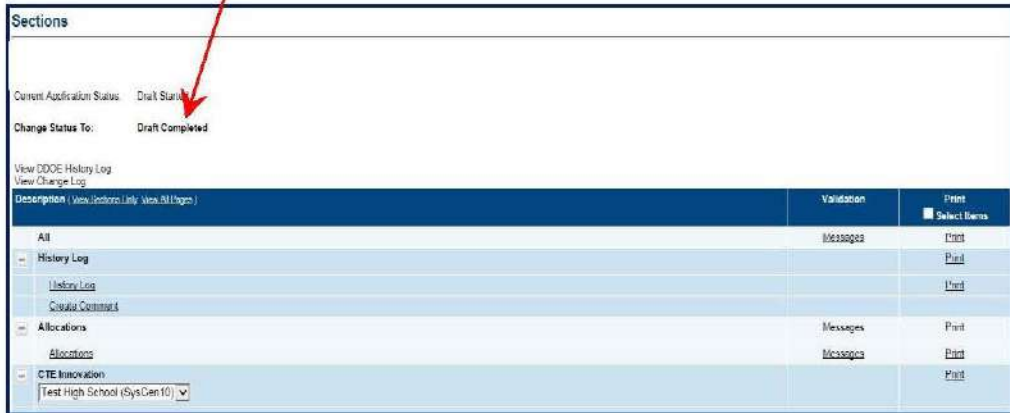 Sections
Current Application Status: Draft Started
Change Status To: Draft Completed
View DDOE History Log
View Change Log
Description ( View Sections Only View All Pages ) Validation Print
Select Items
All Messages Print
History Log Print
History Log Print
Create Comment
Allocations Messages Print
Allocations Messages Print
CTE Innovation Print
Test High School (SysGen10)